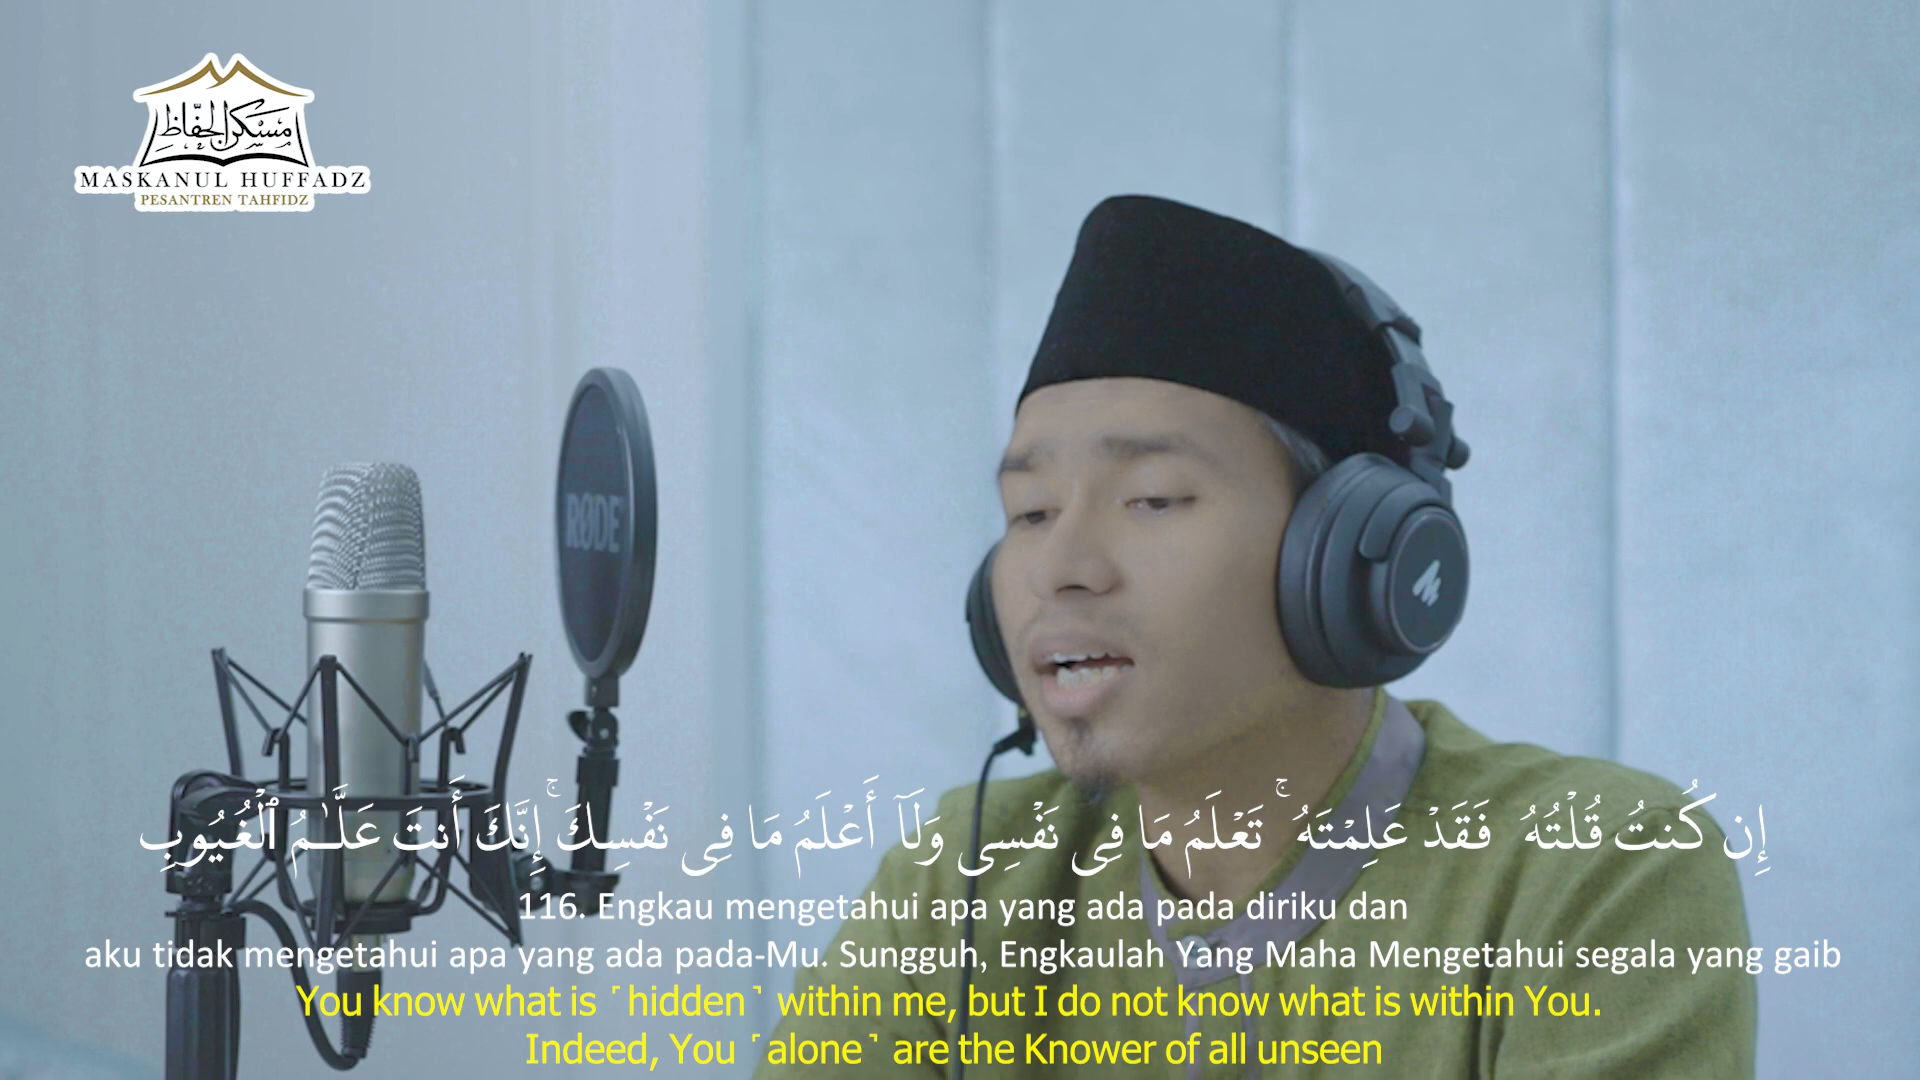 مسكن الحفاظ
MASKANUL HUFFADZ
PESANTREN TAHFIDZ
RØDE
إِن كُنتُ قُلْتُهُۥ فَقَدْ عَلِمْتَهُۥ ۚ تَعْلَمُ مَا فِى نَفْسِى وَلَآ أَعْلَمُ مَا فِى نَفْسِكَ ۚ إِنَّكَ أَنتَ عَلَّـٰمُ ٱلْغُيُوبِ
116. Engkau mengetahui apa yang ada pada diriku dan
aku tidak mengetahui apa yang ada pada-Mu. Sungguh, Engkaulah Yang Maha Mengetahui segala yang gaib
You know what is ˹hidden˺ within me, but I do not know what is within You.
Indeed, You ˹alone˺ are the Knower of all unseen